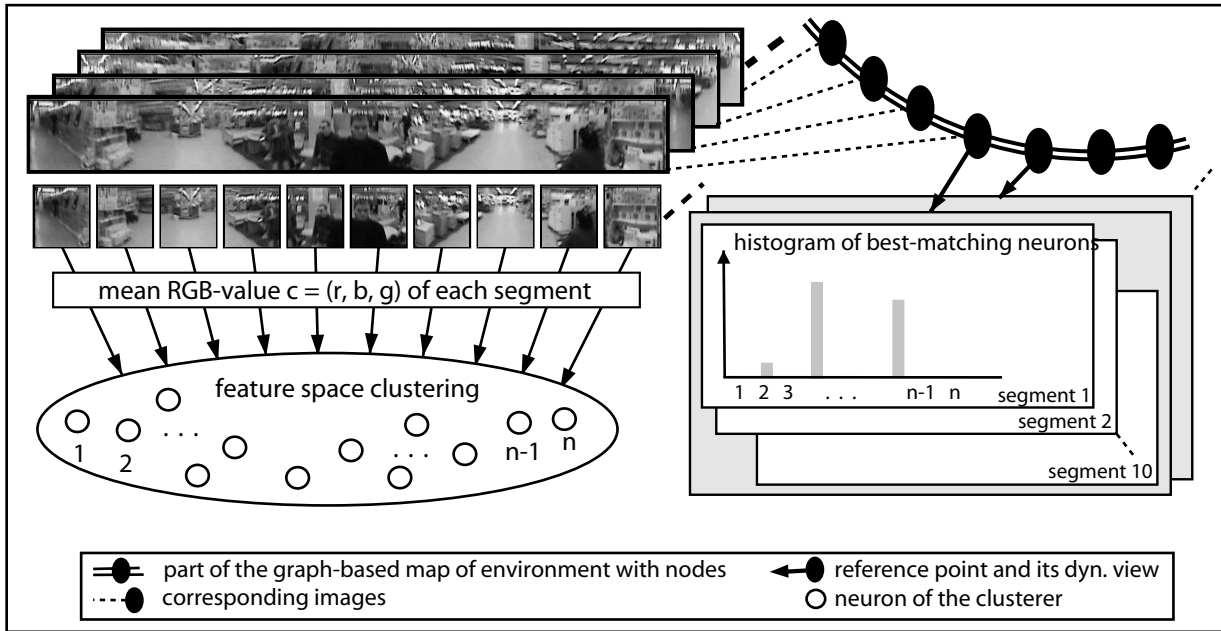 mean RGB-value c = (r, b, g) of each segment
feature space clustering
1
2
. . .
. . .
n-1
n
histogram of best-matching neurons
1 2 3 . . . n-1 n
segment 1
segment 2
segment 10
part of the graph-based map of environment with nodes
corresponding images
reference point and its dyn. view
neuron of the clusterer